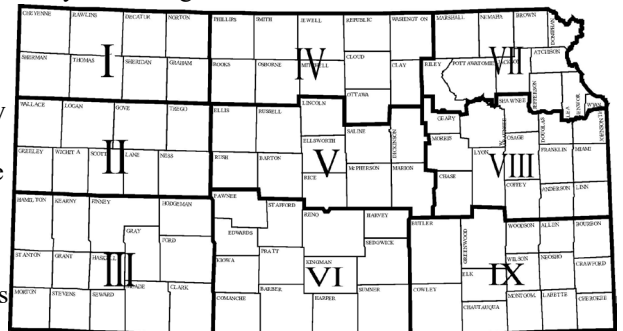 CHEYENNE RAWLINS DECATUR NORTON PHILLIPS SMITH JEWELL REPUBLIC WASHINGTON MARSHALL NEMAHA BROWN DONIPHAN
SHERMAN THOMAS SHERIDAN GRAHAM ROOKS OSBORNE MITCHELL CLOUD CLAY RILEY POTTAWATOMIE JACKSON ATCHISON
I IV VII
OTTAWA JEFFERSON LEA WYAN
WALLACE LOGAN GOVE TREGO ELLIS RUSSELL LINCOLN SALINE DICKINSON GEARY SHAWNEE DOUGLAS JOHNSON
GREELEY WICHITA SCOTT LANE NESS RUSH BARTON ELLSWORTH RICE McPHERSON MARION MORRIS CHASE LYON OSAGE FRANKLIN MIAMI
II V VIII
COFFEY ANDERSON LINN
HAMILTON KEARNY FINNEY HODGEMAN PAWNEE STAFFORD RENO HARVEY BUTLER GREENWOOD WOODSON ALLEN BOURBON
GRAY FORD EDWARDS SEDGWICK
STANTON GRANT HASKELL KIOWA PRATT KINGMAN ELK WILSON NEOSHO CRAWFORD
III VI IX
MORTON STEVENS SEWARD MEADE CLARK COMANCHE BARBER HARPER SUMNER COWLEY CHAUTAUQUA MONTGOM. LABETTE CHEROKEE